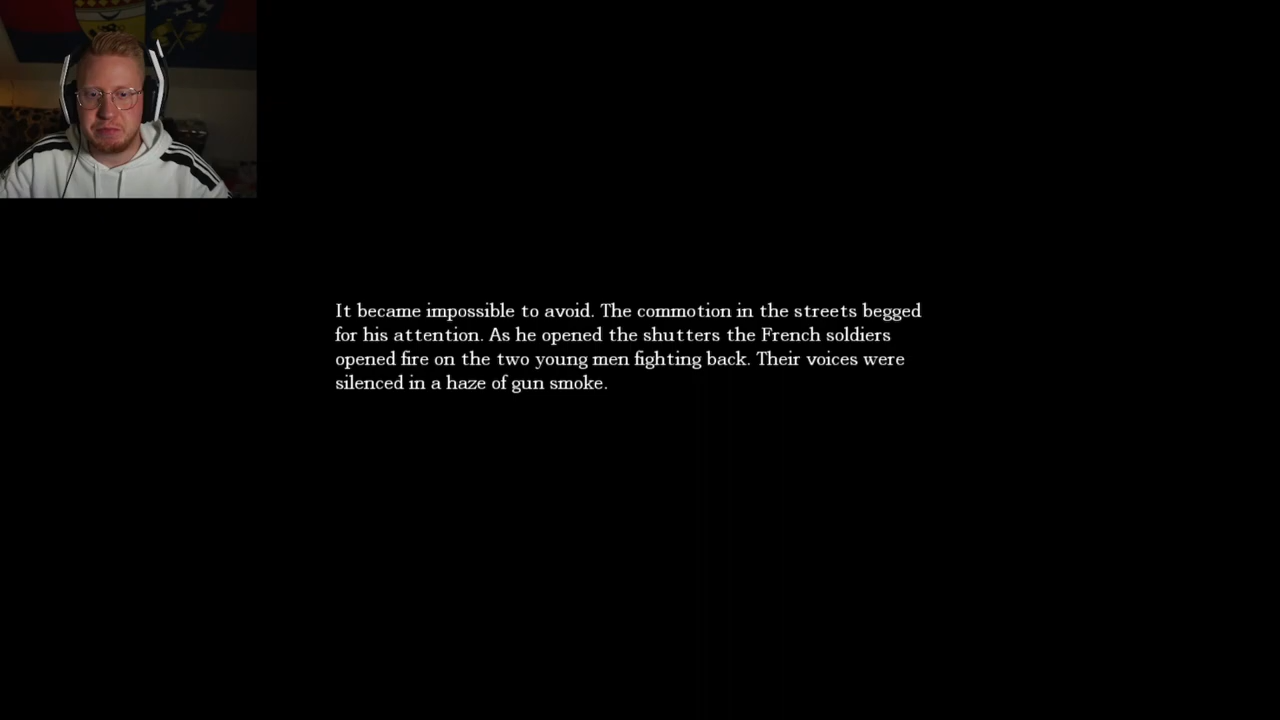 It became impossible to avoid. The commotion in the streets begged
for his attention. As he opened the shutters the French soldiers
opened fire on the two young men fighting back. Their voices were
silenced in a haze of gun smoke.